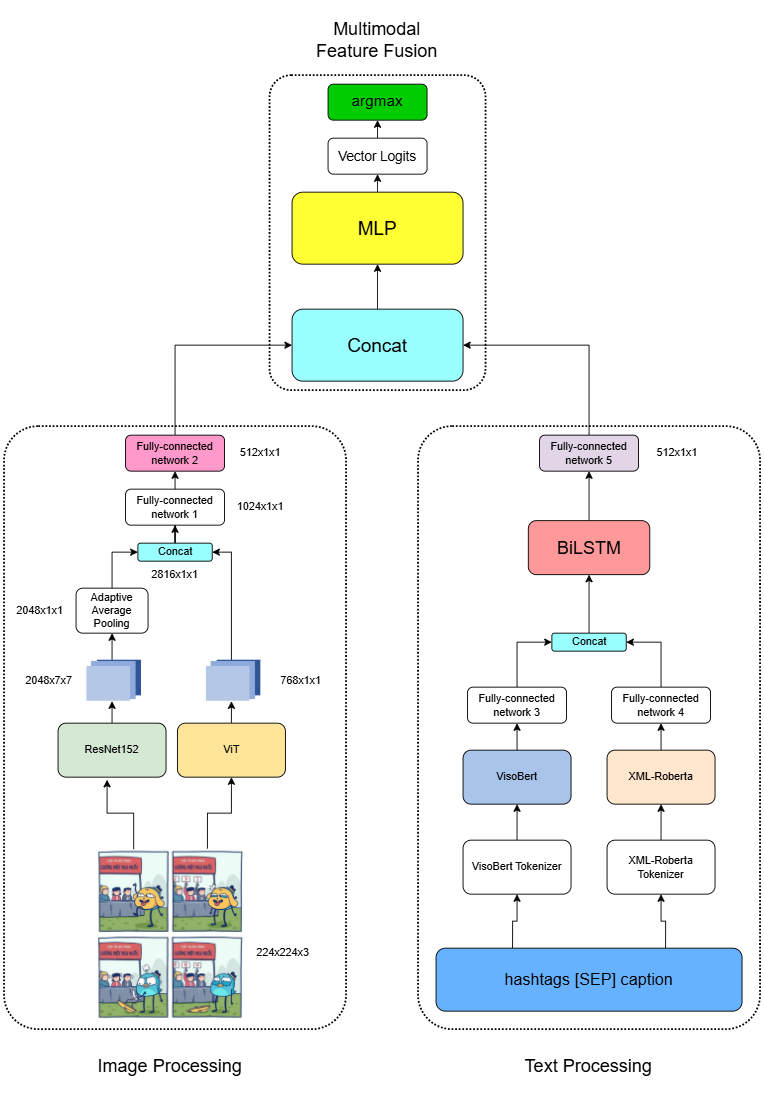 Multimodal
Feature Fusion
argmax
Vector Logits
MLP
Concat
Fully-connected
network 2
512x1x1
Fully-connected
network 1
1024x1x1
Concat
2816x1x1
Adaptive
Average
Pooling
2048x1x1
2048x7x7
768x1x1
ResNet152
ViT
224x224x3
Image Processing
Fully-connected
network 5
512x1x1
BiLSTM
Concat
Fully-connected
network 3
Fully-connected
network 4
VisoBert
XML-Roberta
VisoBert Tokenizer
XML-Roberta
Tokenizer
hashtags [SEP] caption
Text Processing